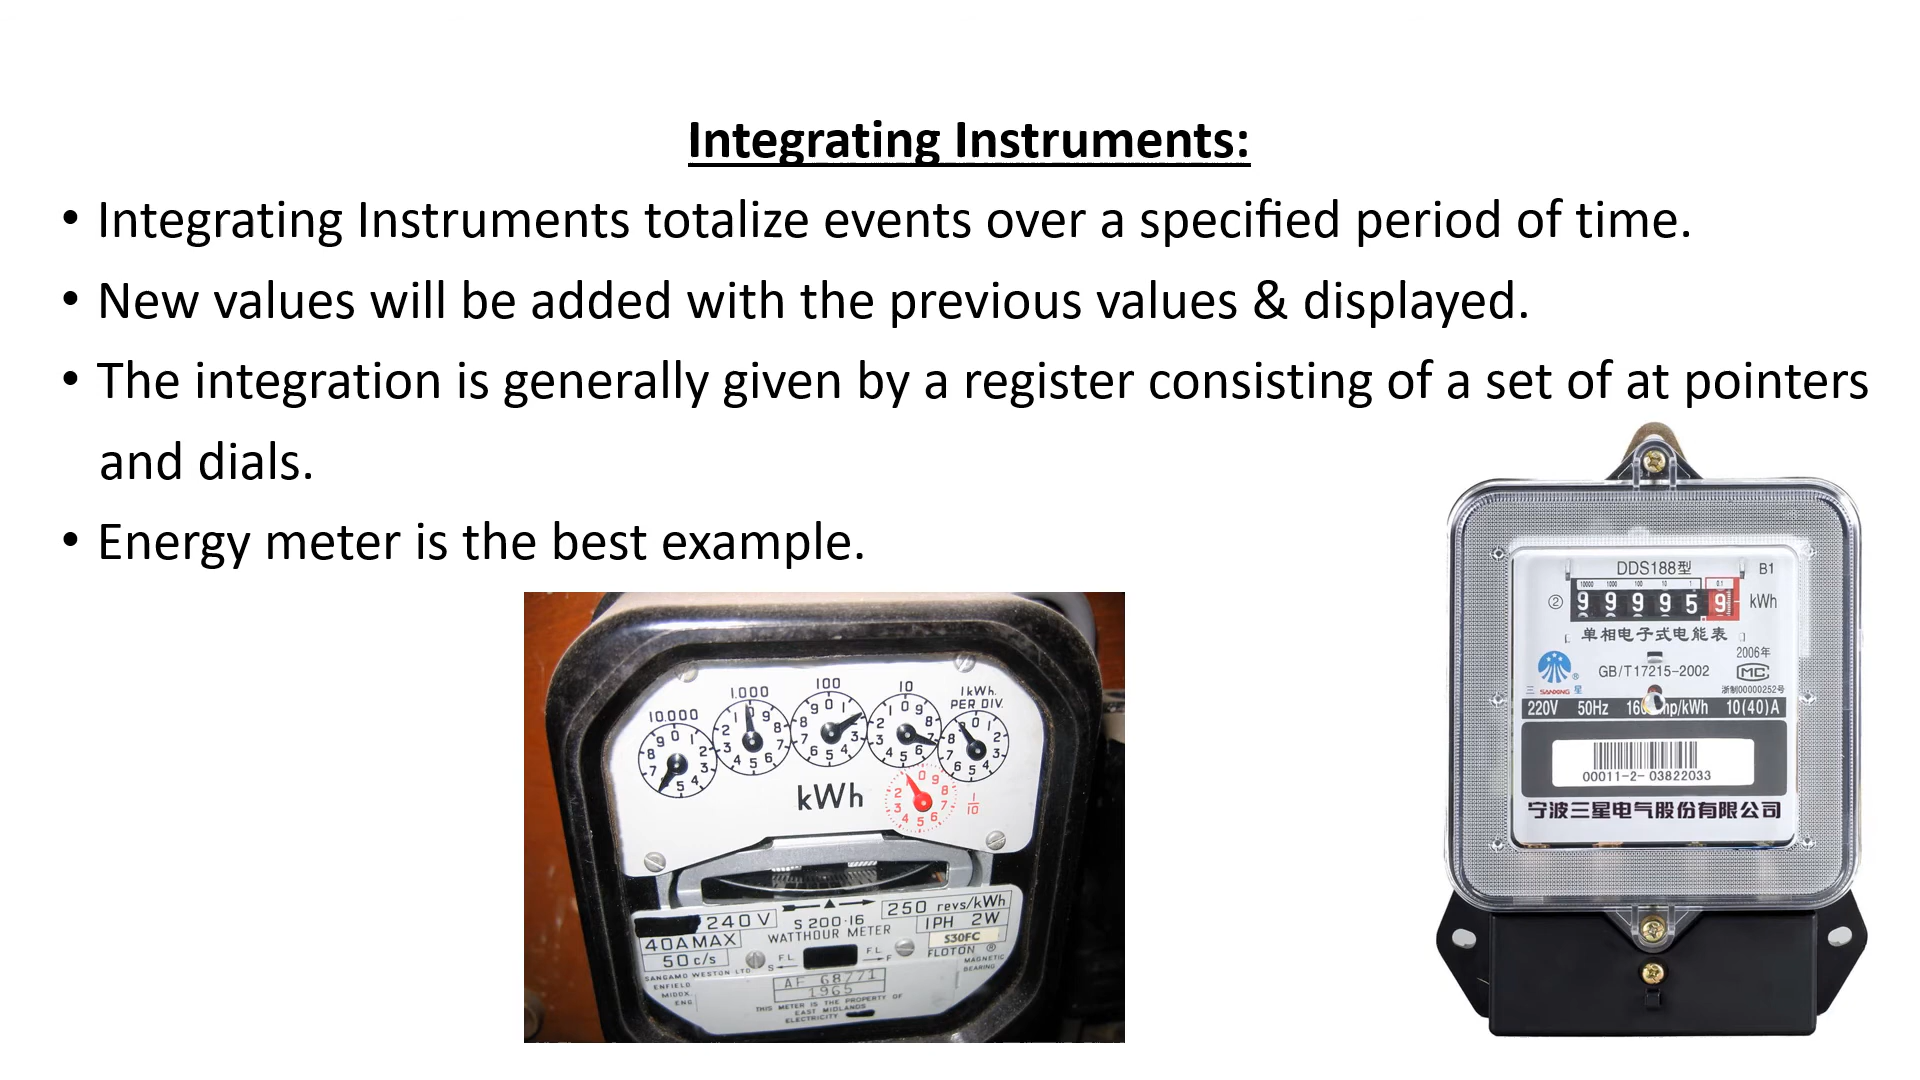 Integrating Instruments:
• Integrating Instruments totalize events over a specified period of time.
• New values will be added with the previous values & displayed.
• The integration is generally given by a register consisting of a set of at pointers
and dials.
• Energy meter is the best example.
10.000 1.000 100 10 1kWh. PER DIV.
kWh
1/10
240V
40A MAX
50 c/s
S 200·16
WATTHOUR METER
250 revs/kWh
1PH 2W
S30FC
FLOTON ®
MAGNETIC
BEARING
F.L. F.L.
S F
SANGAMO WESTON LTD.
ENFIELD
MIDDX.
ENG
AF 68771
1965
THIS METER IS THE PROPERTY OF
EAST MIDLANDS
ELECTRICITY
DDS188型 B1
10000 1000 100 10 1 0.1
② 9 9 9 9 5 9 kWh
单相电子式电能表
2006年
GB/T17215-2002 MC
三 SANXING 星 ®
浙制00000252号
220V 50Hz imp/kWh 10(40)A
00011-2- 03822033
宁波三星电气股份有限公司